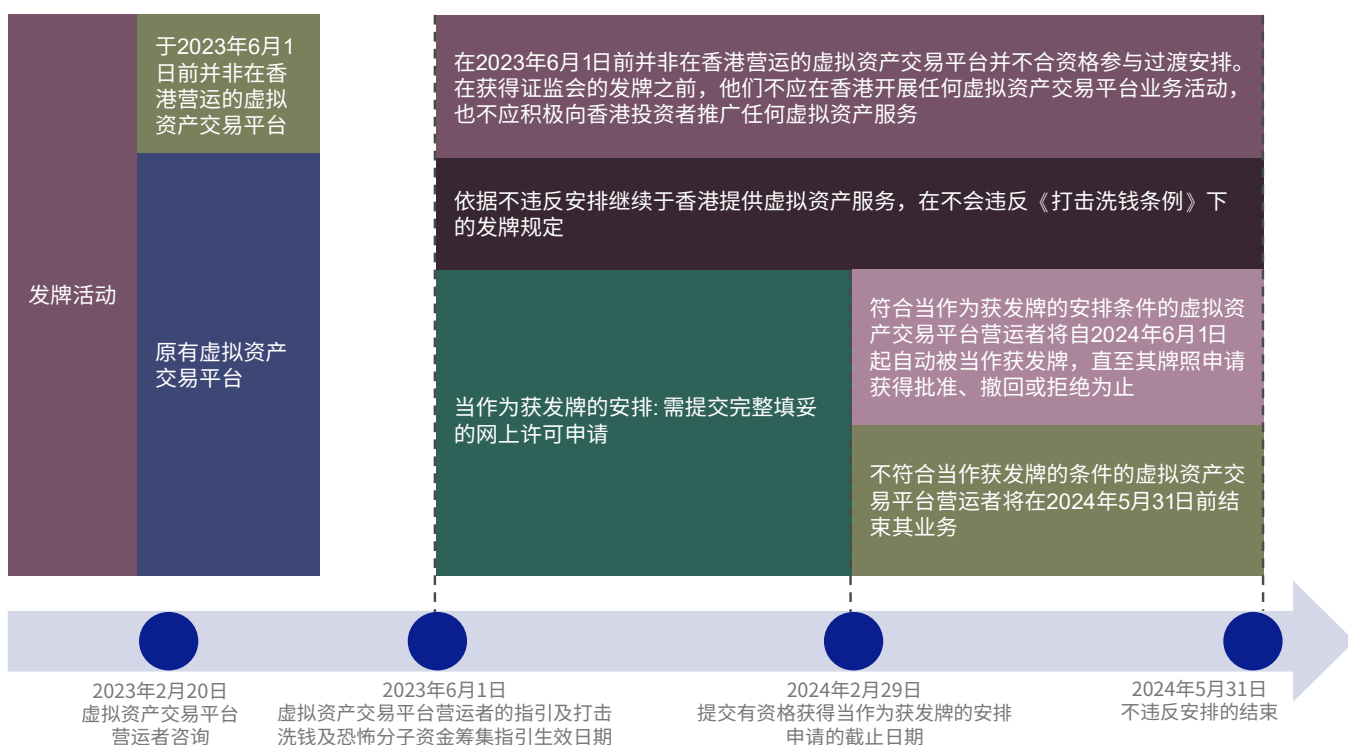 发牌活动
于2023年6月1
日前并非在香
港营运的虚拟
资产交易平台
在2023年6月1日前并非在香港营运的虚拟资产交易平台并不合资格参与过渡安排。
在获得证监会的发牌之前，他们不应在香港开展任何虚拟资产交易平台业务活动，
也不应积极向香港投资者推广任何虚拟资产服务
原有虚拟资产
交易平台
依据不违反安排继续于香港提供虚拟资产服务，在不会违反《打击洗钱条例》下
的发牌规定
当作为获发牌的安排: 需提交完整填妥
的网上许可申请
符合当作为获发牌的安排条件的虚拟资
产交易平台营运者将自2024年6月1日
起自动被当作获发牌，直至其牌照申请
获得批准、撤回或拒绝为止
不符合当作获发牌的条件的虚拟资产交
易平台营运者将在2024年5月31日前结
束其业务
2023年2月20日
虚拟资产交易平台
营运者咨询
2023年6月1日
虚拟资产交易平台营运者的指引及打击
洗钱及恐怖分子资金筹集指引生效日期
2024年2月29日
提交有资格获得当作为获发牌的安排
申请的截止日期
2024年5月31日
不违反安排的结束